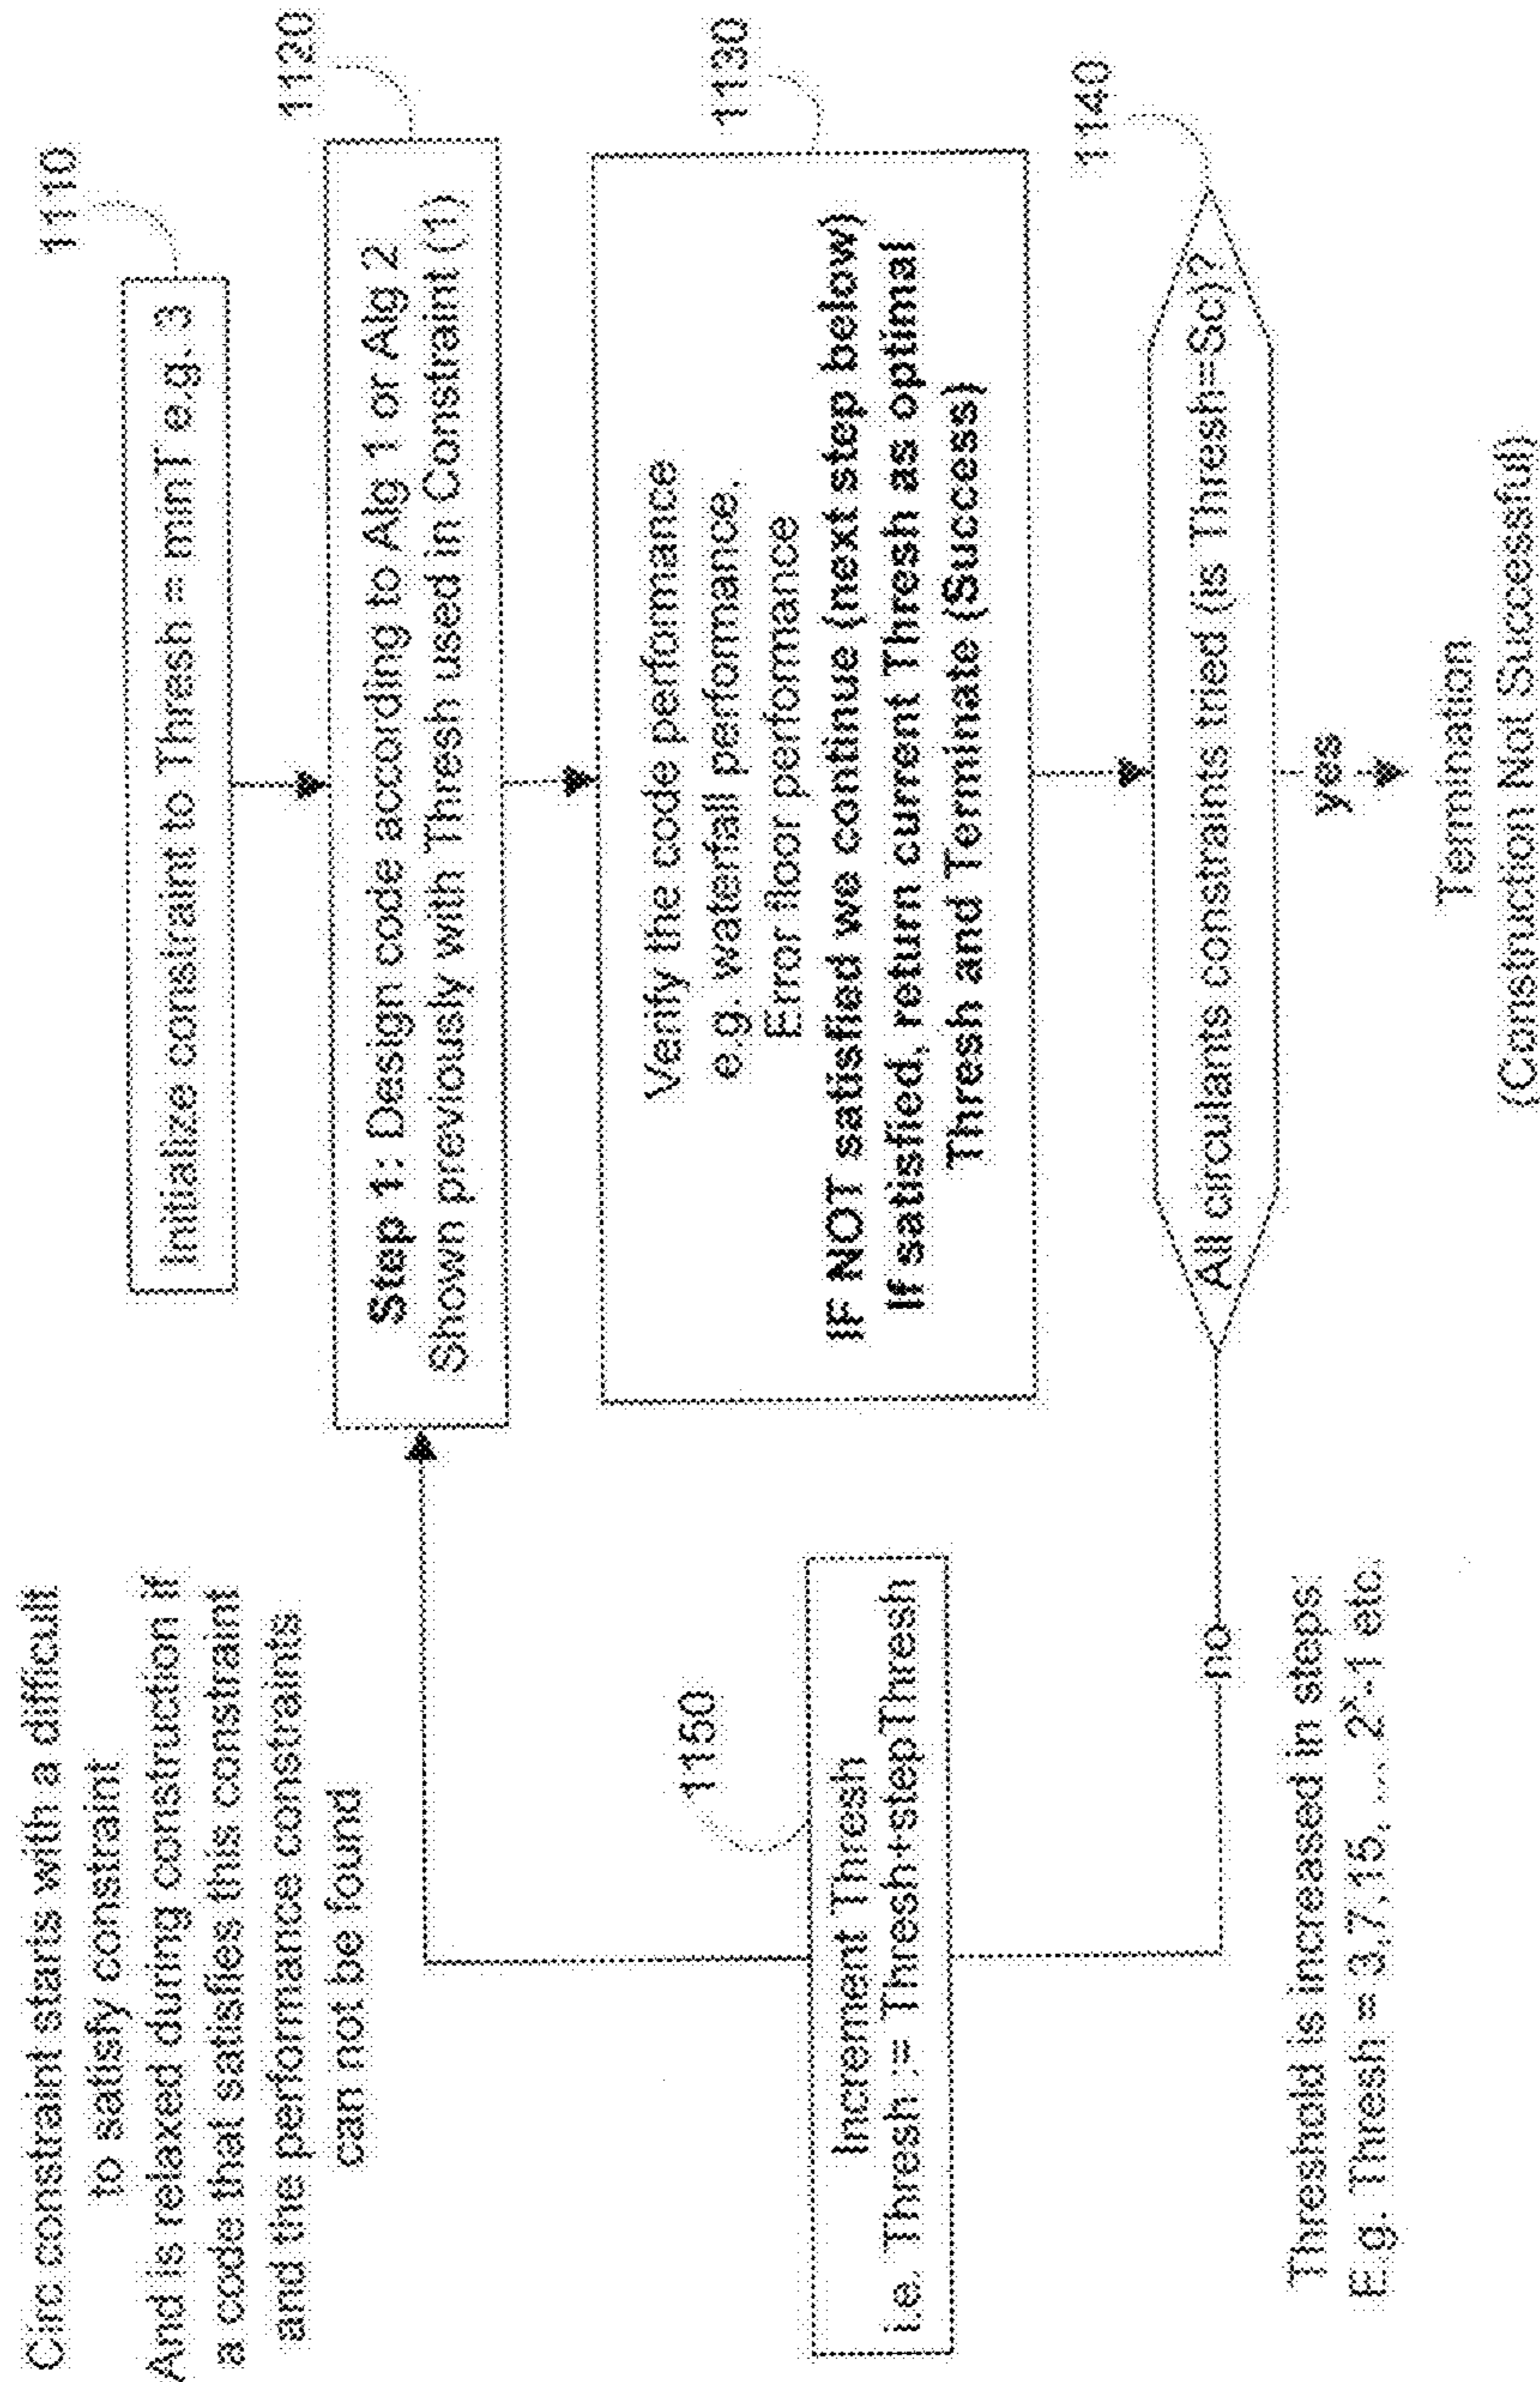 Circ constraint starts with a difficult
to satisfy constraint
And is relaxed during construction if
a code that satisfies this constraint
and the performance constraints
can not be found
1110
Initialize constraint to Thresh = minT e.g. 3
1120
Step 1: Design code according to Alg 1 or Alg 2
Shown previously with Thresh used in Constraint (1)
1130
Verify the code performance
e.g. waterfall performance,
Error floor performance
IF NOT satisfied we continue (next step below)
If satisfied, return current Thresh as optimal
Thresh and Terminate (Success)
1150
Increment Thresh
i.e. Thresh := Thresh+stepThresh
1140
All circulants constraints tried (is Thresh=So)?
no
yes
Threshold is increased in steps
E.g. Thresh = 3,7,15, ... 2ˣ-1 etc.
Termination
(Construction Not Successful)